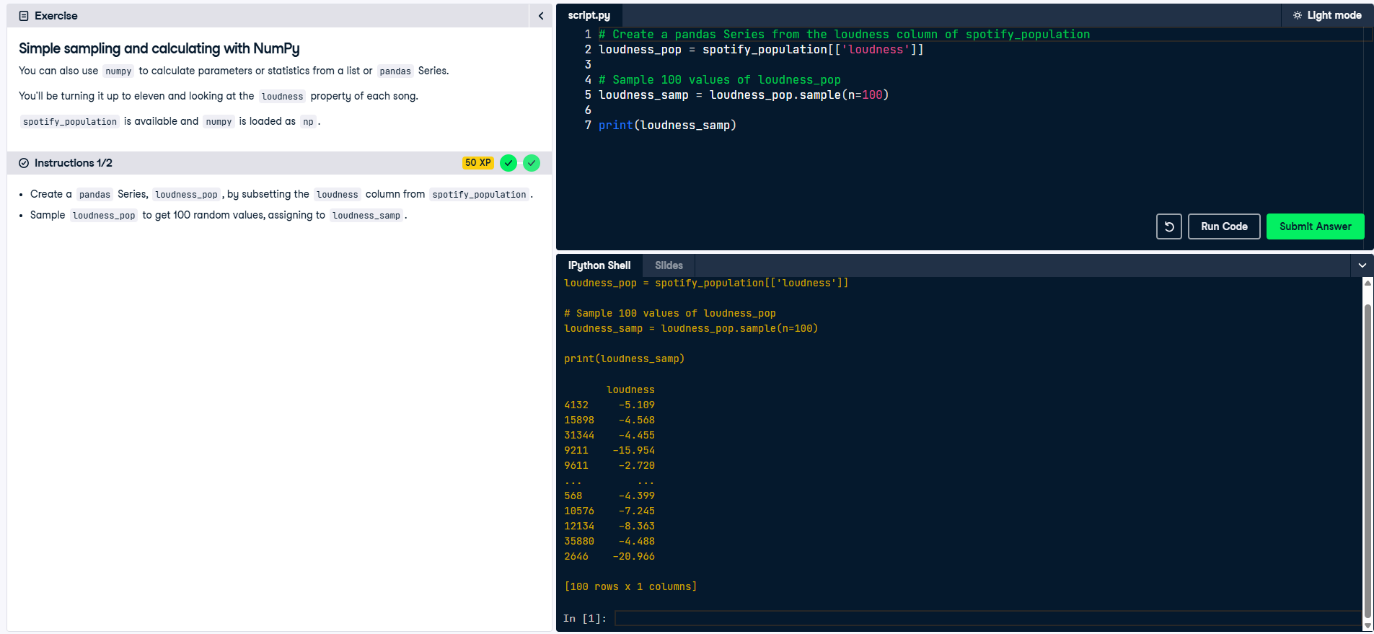 Exercise
Simple sampling and calculating with NumPy
You can also use numpy to calculate parameters or statistics from a list or pandas Series.
You'll be turning it up to eleven and looking at the loudness property of each song.
spotify_population is available and numpy is loaded as np.
Instructions 1/2
50 XP
Create a pandas Series, loudness_pop, by subsetting the loudness column from spotify_population.
Sample loudness_pop to get 100 random values, assigning to loudness_samp.
script.py
Light mode
1 # Create a pandas Series from the loudness column of spotify_population
2 loudness_pop = spotify_population[['loudness']]
3
4 # Sample 100 values of loudness_pop
5 loudness_samp = loudness_pop.sample(n=100)
6
7 print(loudness_samp)
Run Code
Submit Answer
IPython Shell
Slides
loudness_pop = spotify_population[['loudness']]
# Sample 100 values of loudness_pop
loudness_samp = loudness_pop.sample(n=100)
print(loudness_samp)
loudness
4132 -5.109
15898 -4.568
31344 -4.455
9211 -15.954
9611 -2.720
... ...
568 -4.399
10576 -7.245
12134 -8.363
35880 -4.488
2646 -20.966
[100 rows x 1 columns]
In [1]: